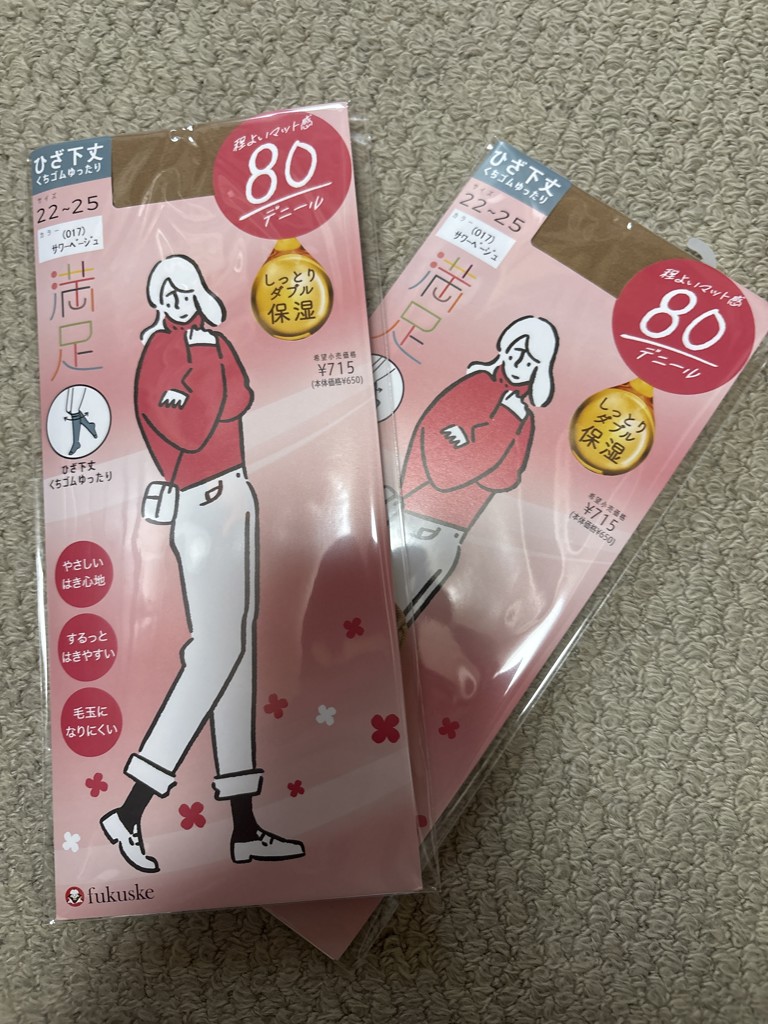 ひざ下丈
くちゴムゆったり
サイズ
22~25
カラー (017)
サワーベージュ
満足
程よいマット感
80
デニール
しっとり
ダブル
保湿
希望小売価格
¥715
(本体価格¥650)
ひざ下丈
くちゴムゆったり
やさしい
はき心地
するっと
はきやすい
毛玉に
なりにくい
fukuske
ひざ下丈
くちゴムゆったり
サイズ
22~25
カラー (017)
サワーベージュ
満足
程よいマット感
80
デニール
しっとり
ダブル
保湿
希望小売価格
¥715
(本体価格¥650)